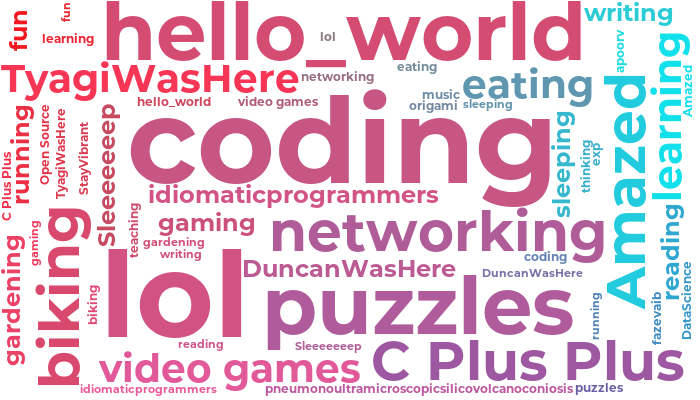 fun
fun
learning
hello_world
lol
writing
apoorv
TyagiWasHere
networking
eating
eating
learning
Amazed
hello_world
video games
music
origami
sleeping
running
Open Source
TyagiWasHere
StayVibrant
Sleeeeeeep
coding
sleeping
thinking
exp
Amazed
C Plus Plus
idiomaticprogrammers
gaming
teaching
gardening
writing
networking
reading
gardening
gaming
biking
biking
lol
DuncanWasHere
coding
DuncanWasHere
puzzles
running
fazevaib
DataScience
reading
Sleeeeeeep
video games
C Plus Plus
idiomaticprogrammers
pneumonoultramicroscopicsilicovolcanoconiosis
puzzles